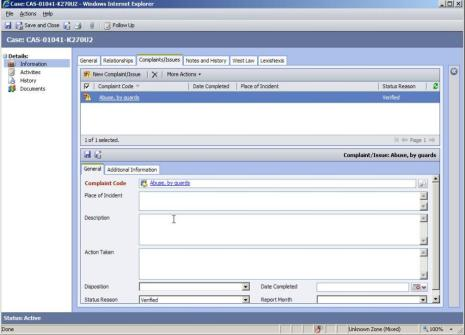 Case: CAS-01041-K270U2 - Windows Internet Explorer
File Actions Help
Save and Close Follow Up
Case: CAS-01041-K270U2
Details:
Information
Activities
History
Documents
General Relationships Complaints/Issues Notes and History West Law LexisNexis
New Complaint/Issue More Actions
Complaint Code Date Completed Place of Incident Status Reason
Abuse, by guards Verified
1 of 1 selected. Page 1
Complaint/Issue: Abuse, by guards
General Additional Information
Complaint Code Abuse, by guards
Place of Incident
Description
Action Taken
Disposition Date Completed
Status Reason Verified Report Month
Status: Active
Done Unknown Zone (Mixed) 100%